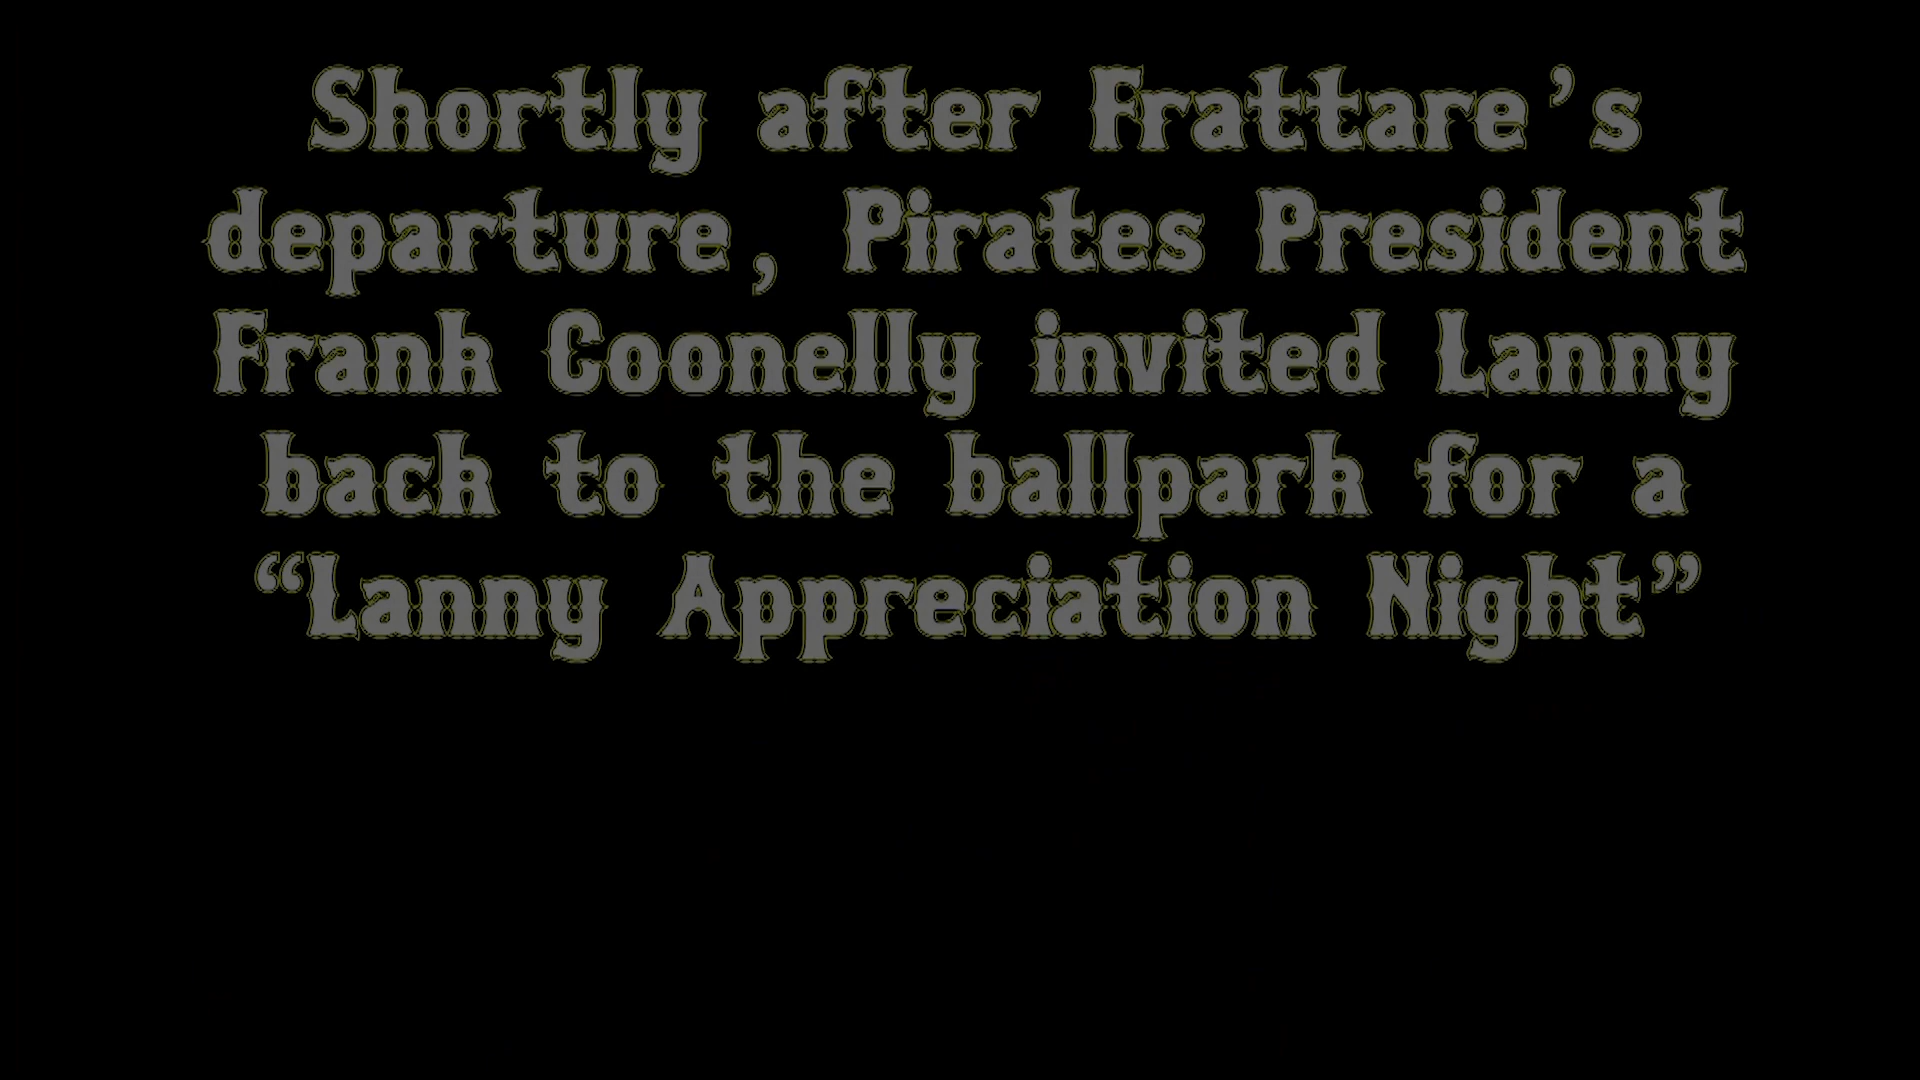 Shortly after Frattare’s
departure, Pirates President
Frank Coonelly invited Lanny
back to the ballpark for a
“Lanny Appreciation Night”